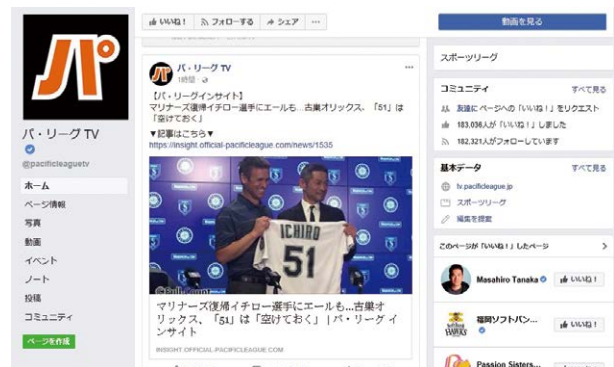 パ
パ・リーグ TV
@pacificleaguetv
ホーム
ページ情報
写真
動画
イベント
ノート
投稿
コミュニティ
ページを作成
いいね！ フォローする シェア ...
パ・リーグ TV
1時間
【パ・リーグインサイト】
マリナーズ復帰イチロー選手にエールも…古巣オリックス、「51」は
「空けておく」
▼記事はこちら▼
https://insight.official-pacificleague.com/news/1535
ICHIRO
51
マリナーズ復帰イチロー選手にエールも...古巣オ
リックス、「51」は「空けておく」 | パ・リーグ イ
ンサイト
INSIGHT.OFFICIAL-PACIFICLEAGUE.COM
動画を見る
スポーツリーグ
コミュニティ すべて見る
友達に ページへの「いいね！」をリクエスト
183,036人が「いいね！」しました
182,321人がフォローしています
基本データ すべて見る
tv.pacificleague.jp
スポーツリーグ
編集を提案
このページが「いいね！」したページ
Masahiro Tanaka いいね！
福岡ソフトバン... いいね！
HAWKS
Passion Sisters...